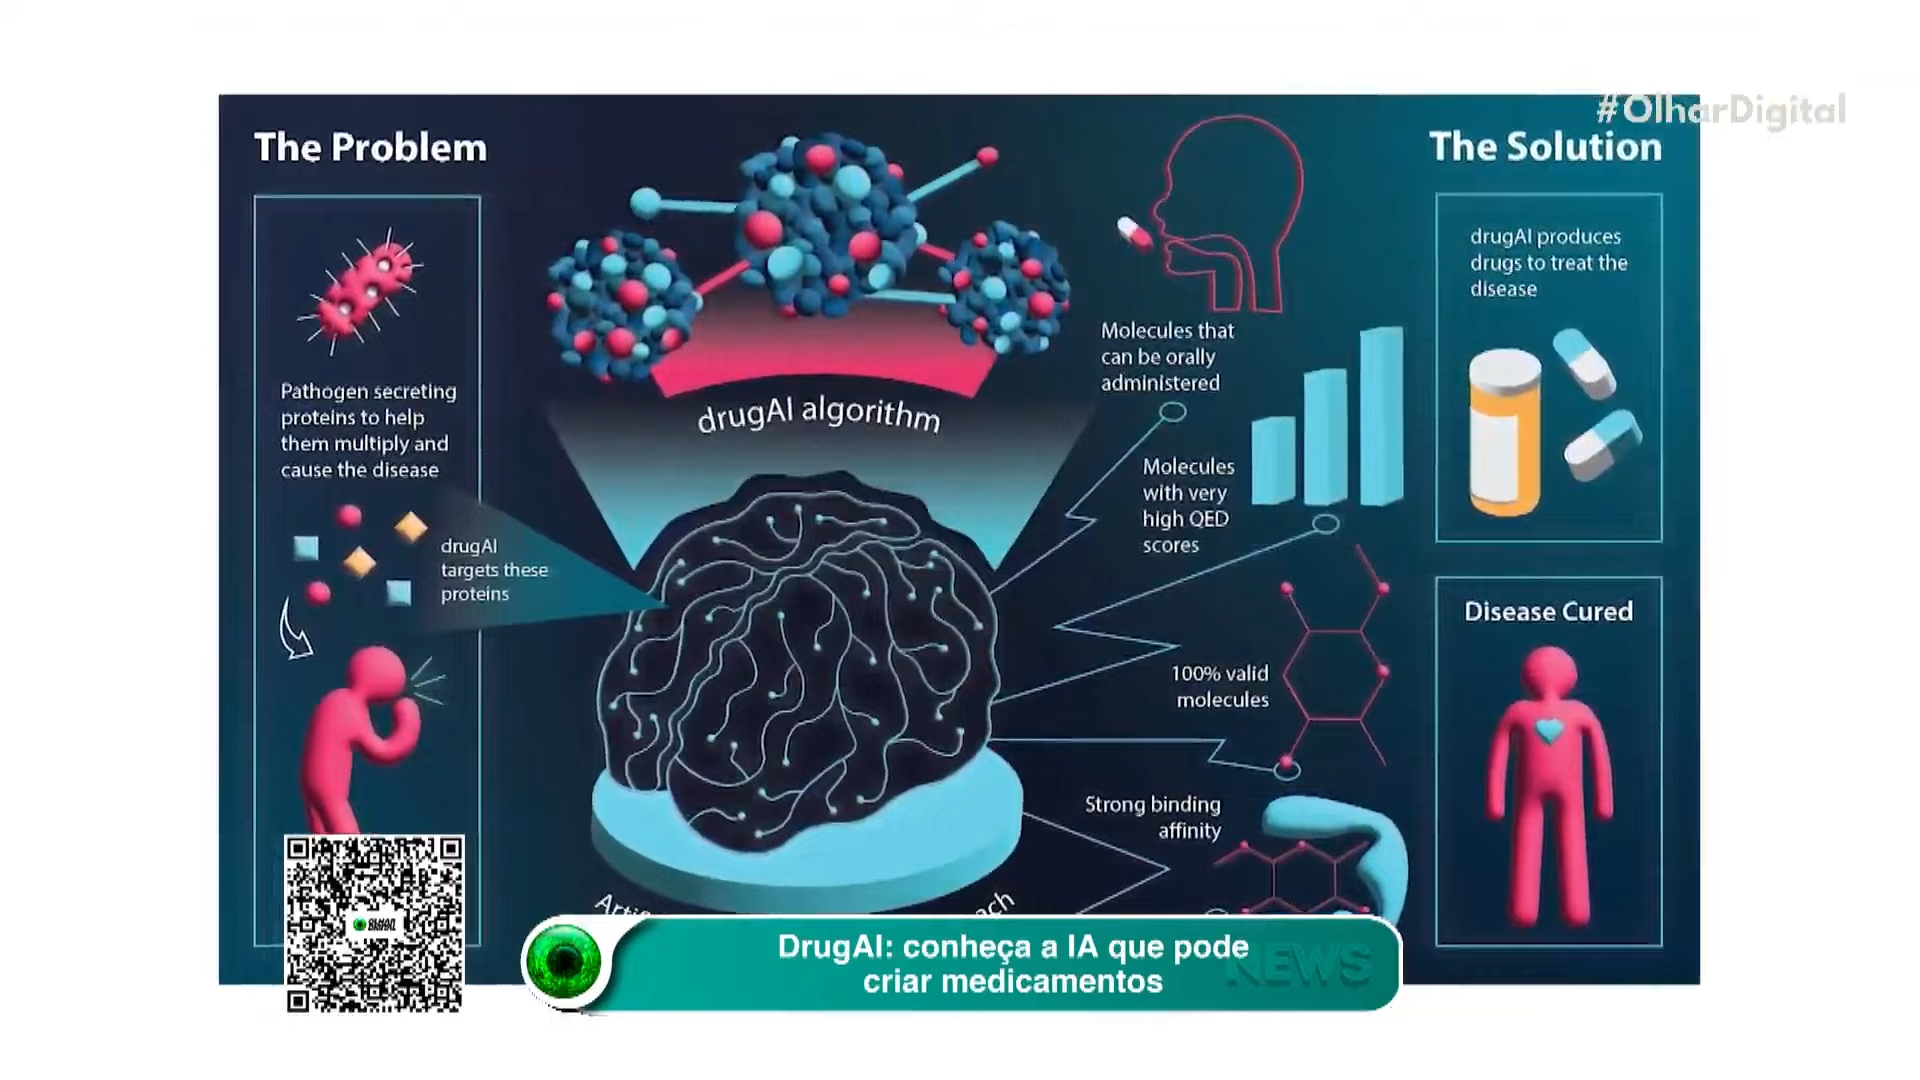 #OlharDigital
The Problem
Pathogen secreting
proteins to help
them multiply and
cause the disease
drugAI
targets these
proteins
drugAI algorithm
Molecules that
can be orally
administered
Molecules
with very
high QED
scores
100% valid
molecules
Strong binding
affinity
The Solution
drugAI produces
drugs to treat the
disease
Disease Cured
DrugAI: conheça a IA que pode
criar medicamentos
NEWS